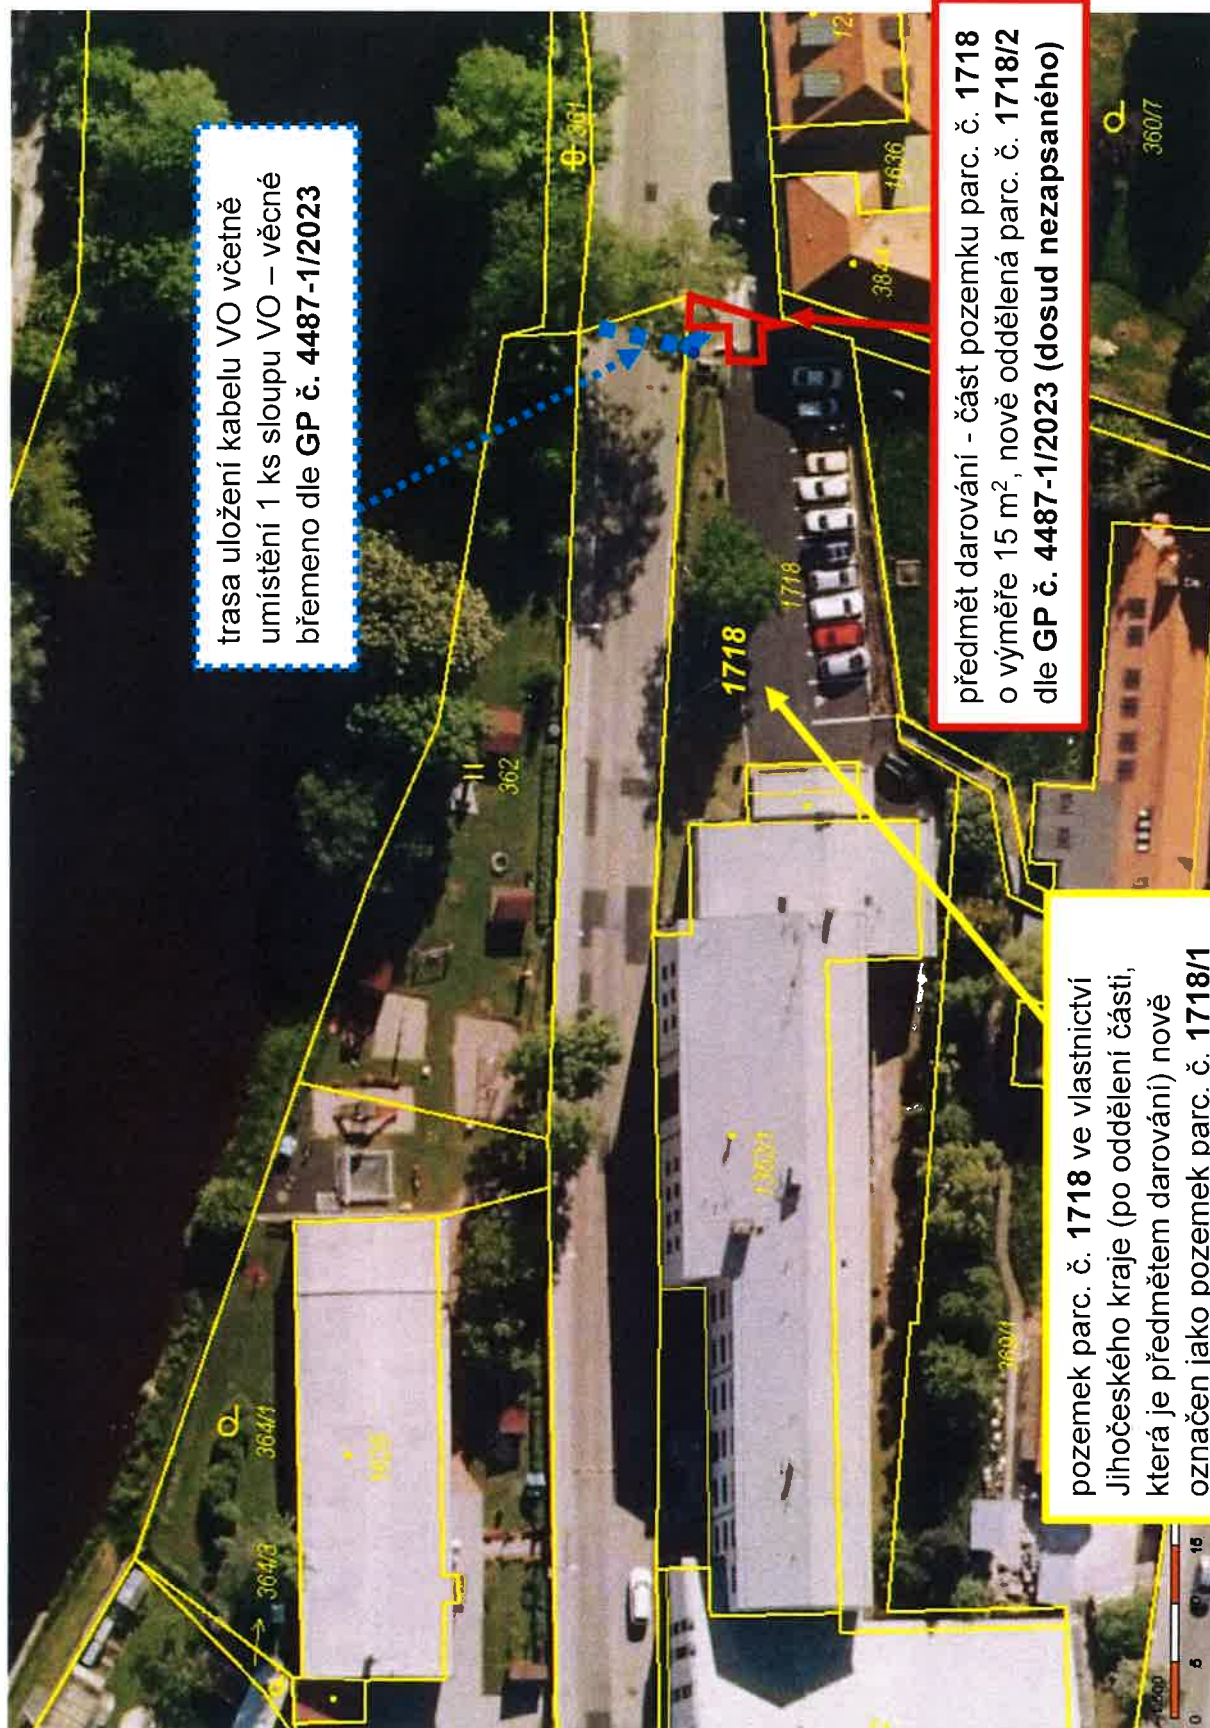 trasa uložení kabelu VO včetně
umístění 1 ks sloupu VO – věcné
břemeno dle GP č. 4487-1/2023
předmět darování - část pozemku parc. č. 1718
o výměře 15 m², nově oddělená parc. č. 1718/2
dle GP č. 4487-1/2023 (dosud nezapsaného)
pozemek parc. č. 1718 ve vlastnictví
Jihočeského kraje (po oddělení části,
která je předmětem darování) nově
označen jako pozemek parc. č. 1718/1
1718
1718
362
364/1
364/3
361
1636
360/7
0 5
15